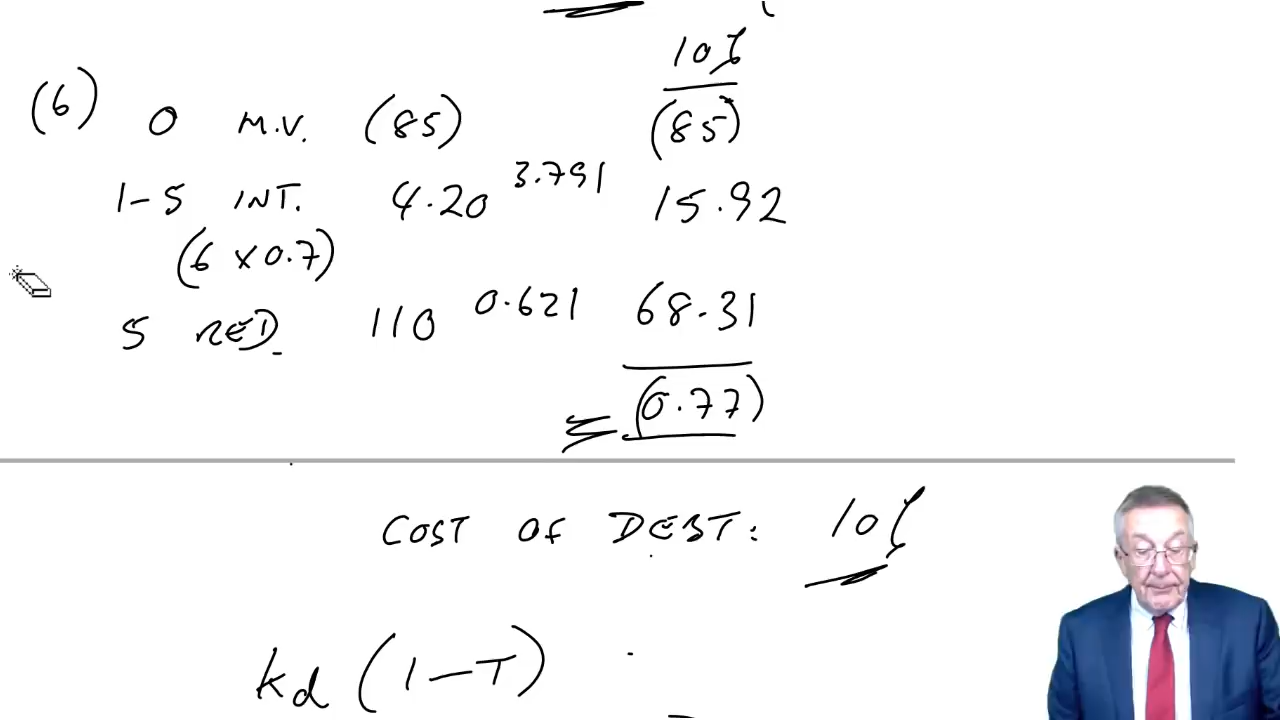 10%
(6) 0 M.V. (85) (85)
1-5 INT. 4.20 3.791 15.92
(6 x 0.7)
5 RED. 110 0.621 68.31
(0.77)
COST OF DEBT: 10%
kd (1-T)